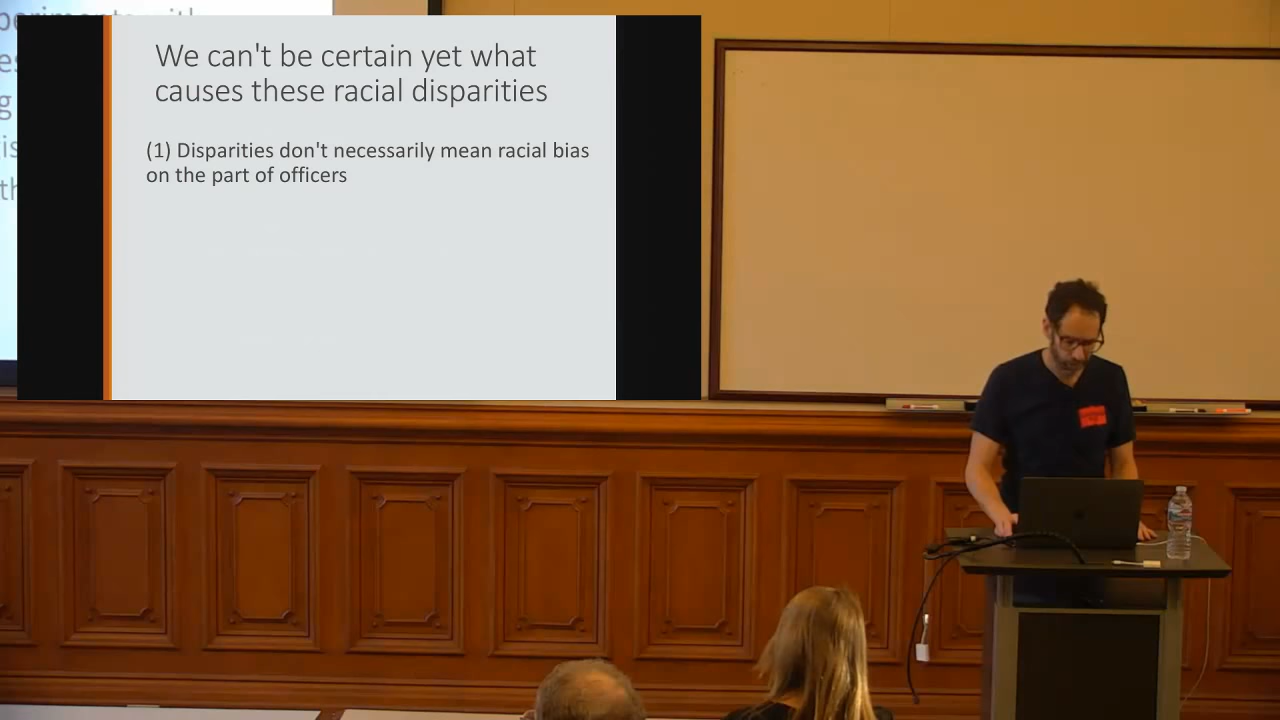 We can't be certain yet what
causes these racial disparities
(1) Disparities don't necessarily mean racial bias
on the part of officers